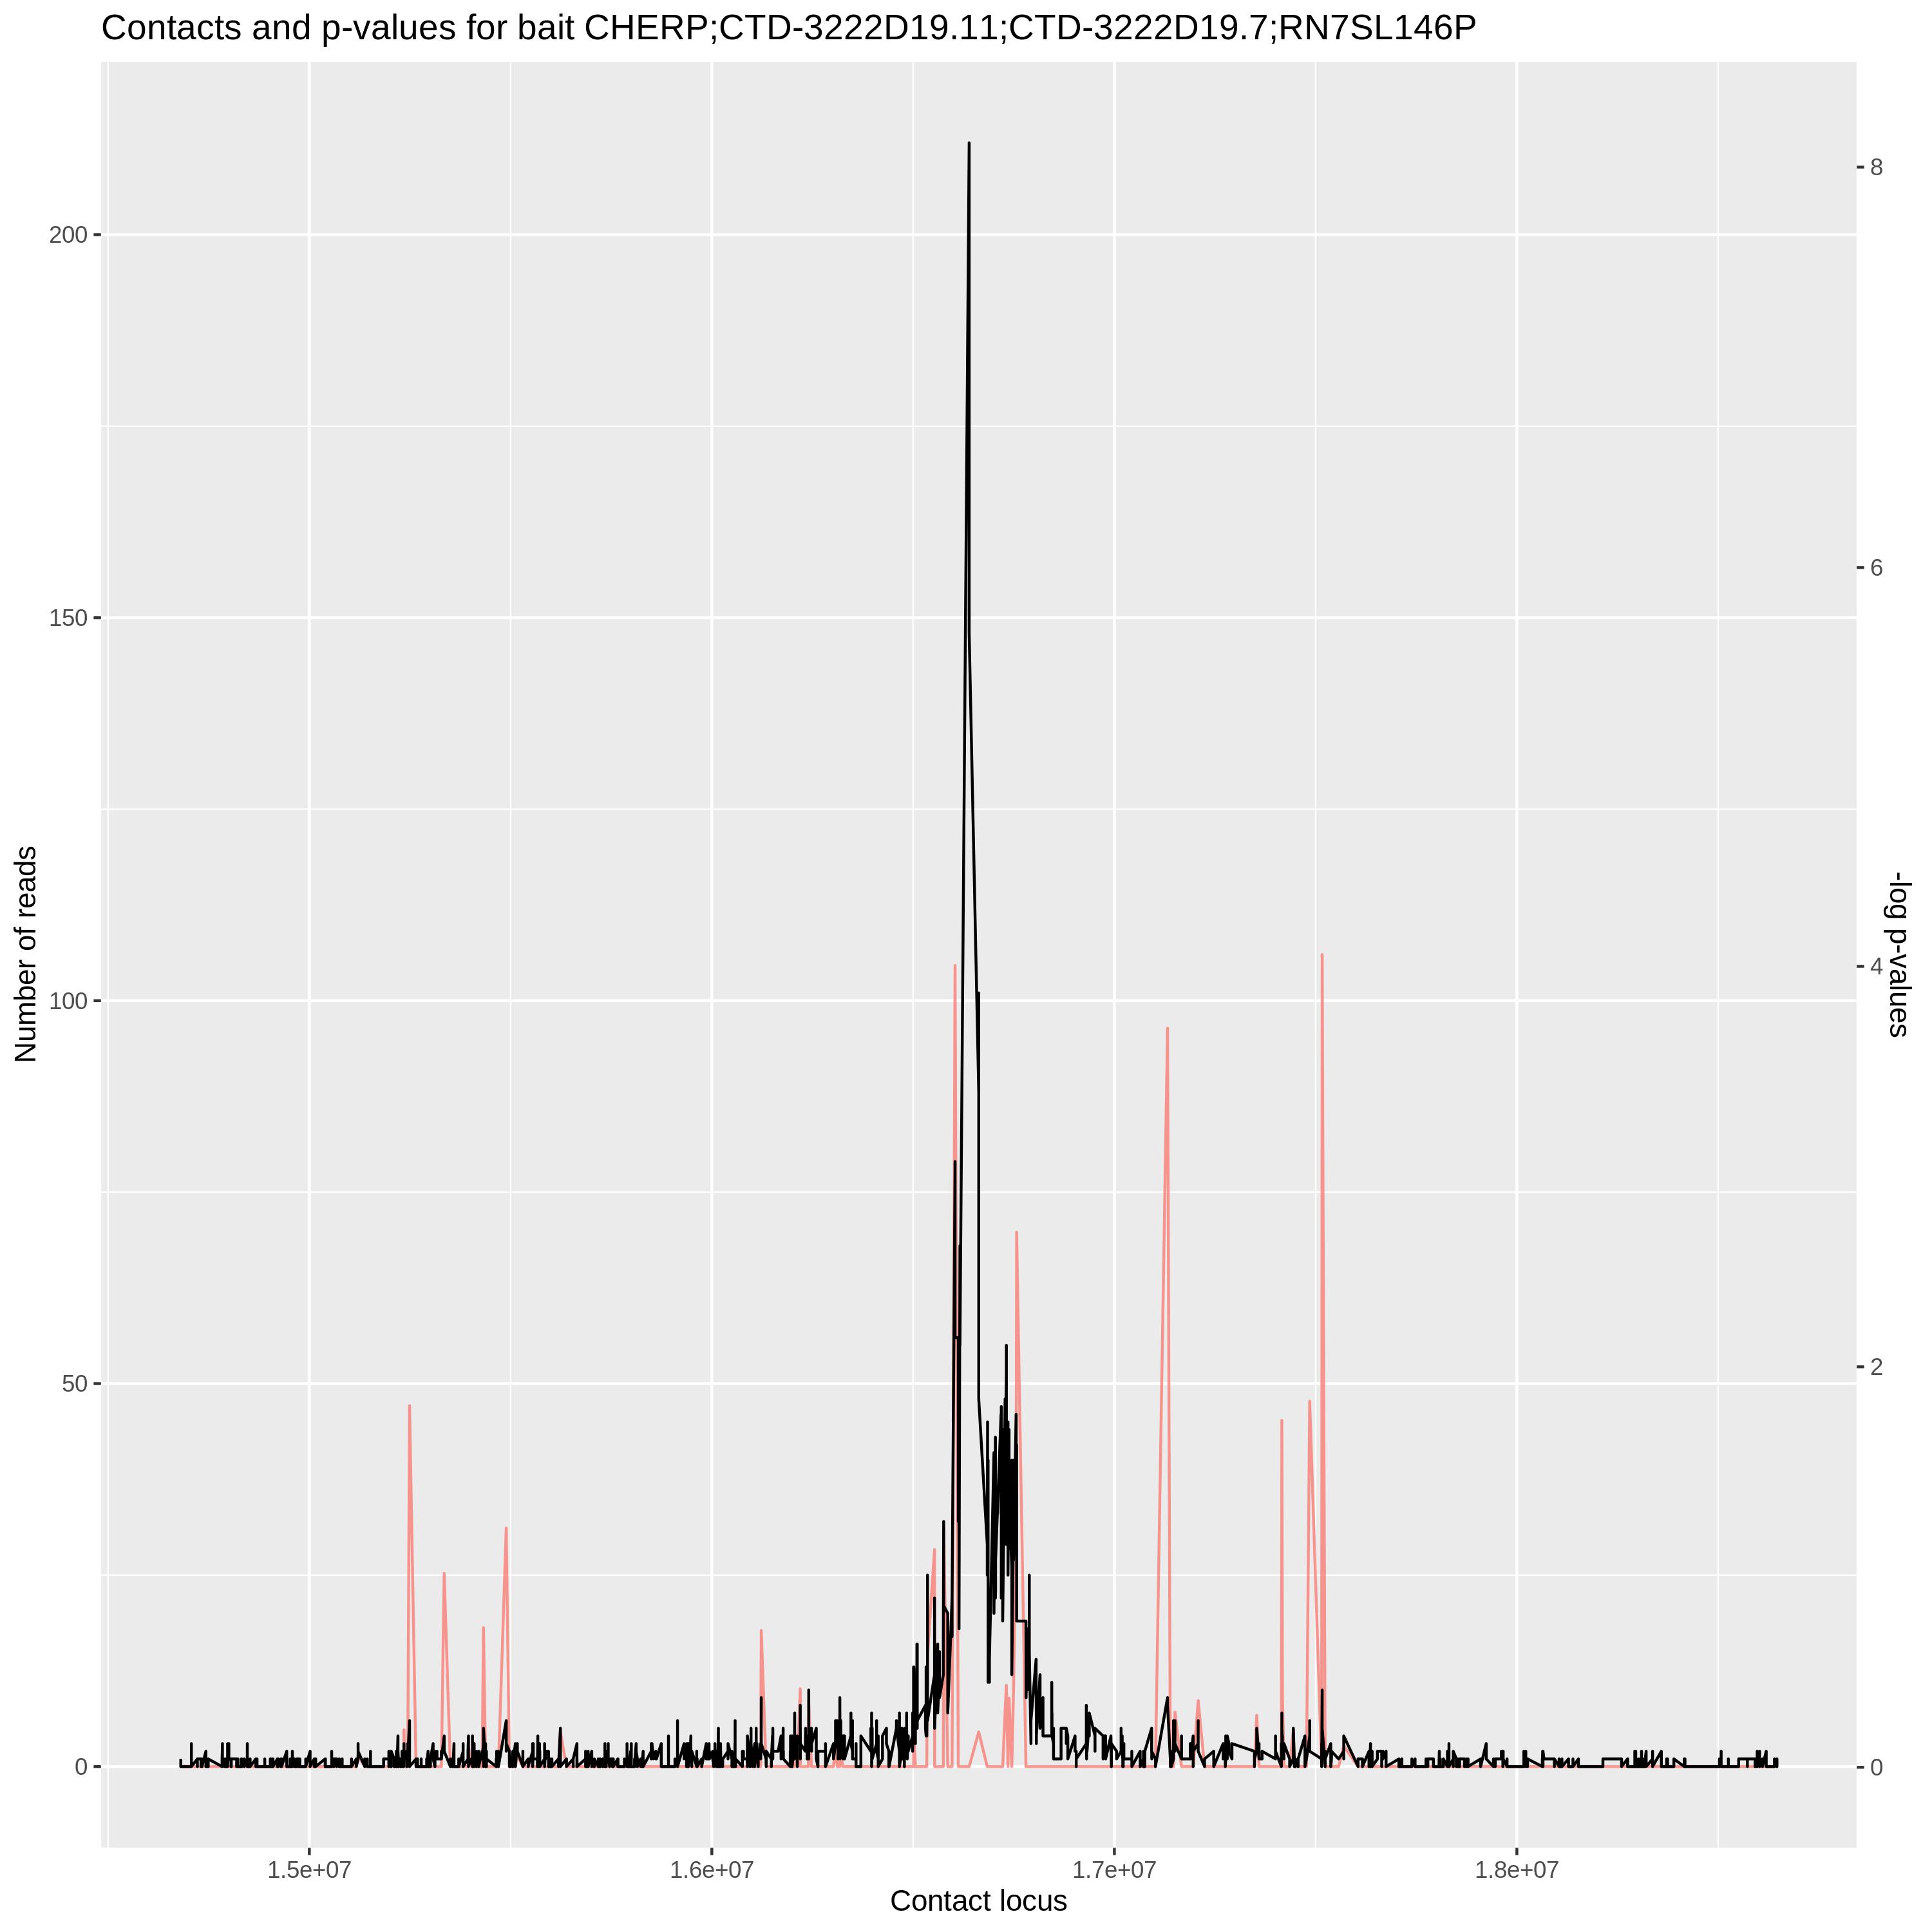 Contacts and p-values for bait CHERP;CTD-3222D19.11;CTD-3222D19.7;RN7SL146P
Number of reads
200
150
100
50
0
8
6
4
2
0
-log p-values
1.5e+07
1.6e+07
1.7e+07
1.8e+07
Contact locus